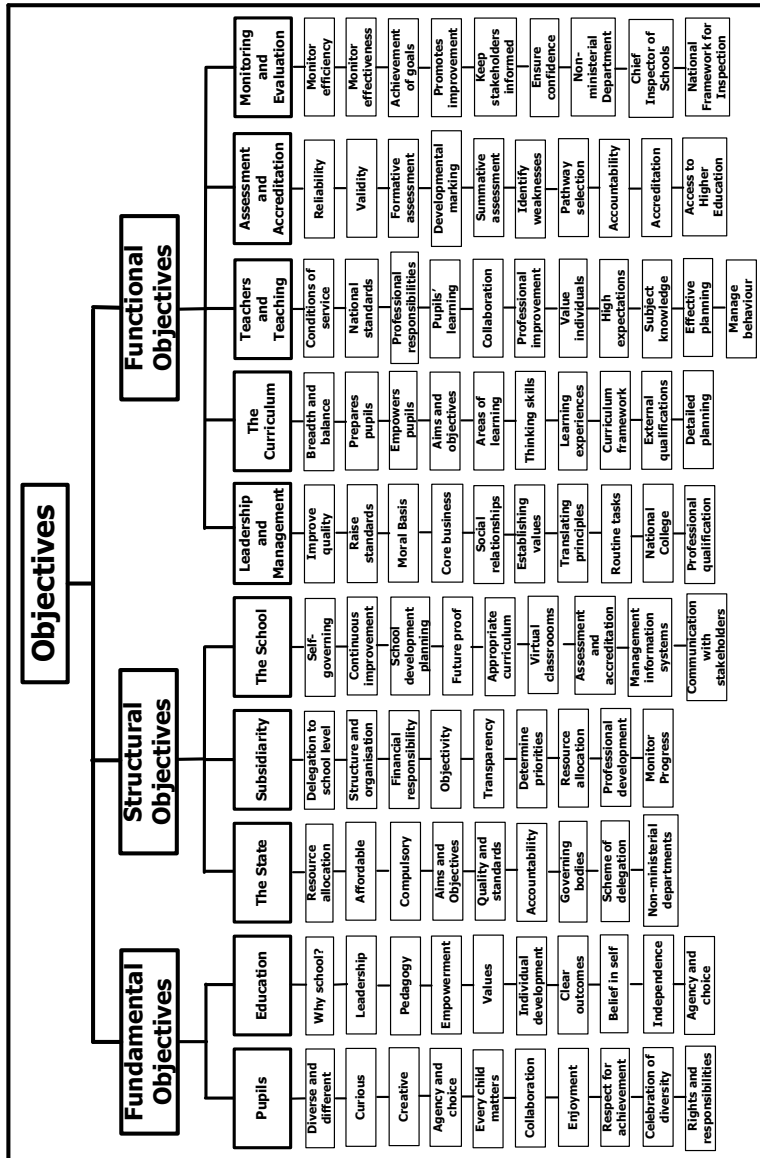 Objectives
Fundamental
Objectives
Structural
Objectives
Functional
Objectives
Pupils
Diverse and
different
Curious
Creative
Agency and
choice
Every child
matters
Collaboration
Enjoyment
Respect for
achievement
Celebration of
diversity
Rights and
responsibilities
Education
Why school?
Leadership
Pedagogy
Empowerment
Values
Individual
development
Clear
outcomes
Belief in self
Independence
Agency and
choice
The State
Resource
allocation
Affordable
Compulsory
Aims and
Objectives
Quality and
standards
Accountability
Governing
bodies
Scheme of
delegation
Non-ministerial
departments
Subsidiarity
Delegation to
school level
Structure and
organisation
Financial
responsibility
Objectivity
Transparency
Determine
priorities
Resource
allocation
Professional
development
Monitor
Progress
The School
Self-
governing
Continuous
improvement
School
development
planning
Future proof
Appropriate
curriculum
Virtual
classroooms
Assessment
and
accreditation
Management
information
systems
Communication
with
stakeholders
Leadership
and
Management
Improve
quality
Raise
standards
Moral Basis
Core business
Social
relationships
Establishing
values
Translating
principles
Routine tasks
National
College
Professional
qualification
The
Curriculum
Breadth and
balance
Prepares
pupils
Empowers
pupils
Aims and
objectives
Areas of
learning
Thinking skills
Learning
experiences
Curriculum
framework
External
qualifications
Detailed
planning
Teachers
and
Teaching
Conditions of
service
National
standards
Professional
responsibilities
Pupils’
learning
Collaboration
Professional
improvement
Value
individuals
High
expectations
Subject
knowledge
Effective
planning
Manage
behaviour
Assessment
and
Accreditation
Reliability
Validity
Formative
assessment
Developmental
marking
Summative
assessment
Identify
weaknesses
Pathway
selection
Accountability
Accreditation
Access to
Higher
Education
Monitoring
and
Evaluation
Monitor
efficiency
Monitor
effectiveness
Achievement
of goals
Promotes
improvement
Keep
stakeholders
informed
Ensure
confidence
Non-
ministerial
Department
Chief
Inspector of
Schools
National
Framework for
Inspection